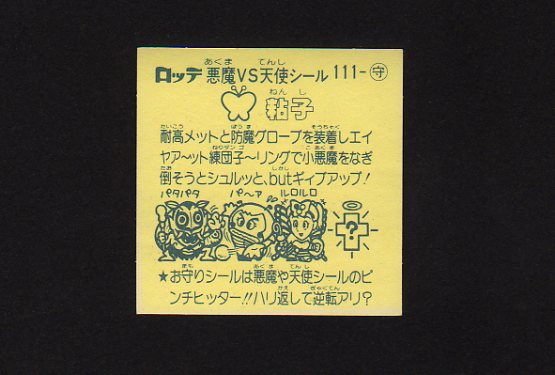 ロッテ 悪魔VS天使シール 111-守
粘子
耐高メットと防魔グローブを装着しエイ
ヤア〜ット練団子〜リングで小悪魔をなぎ
倒そうとシュルッと、butギィブアップ!
パタパタ パ〜ァ ルロルロ
?
★お守りシールは悪魔や天使シールのピ
ンチヒッター!!ハリ返して逆転アリ?